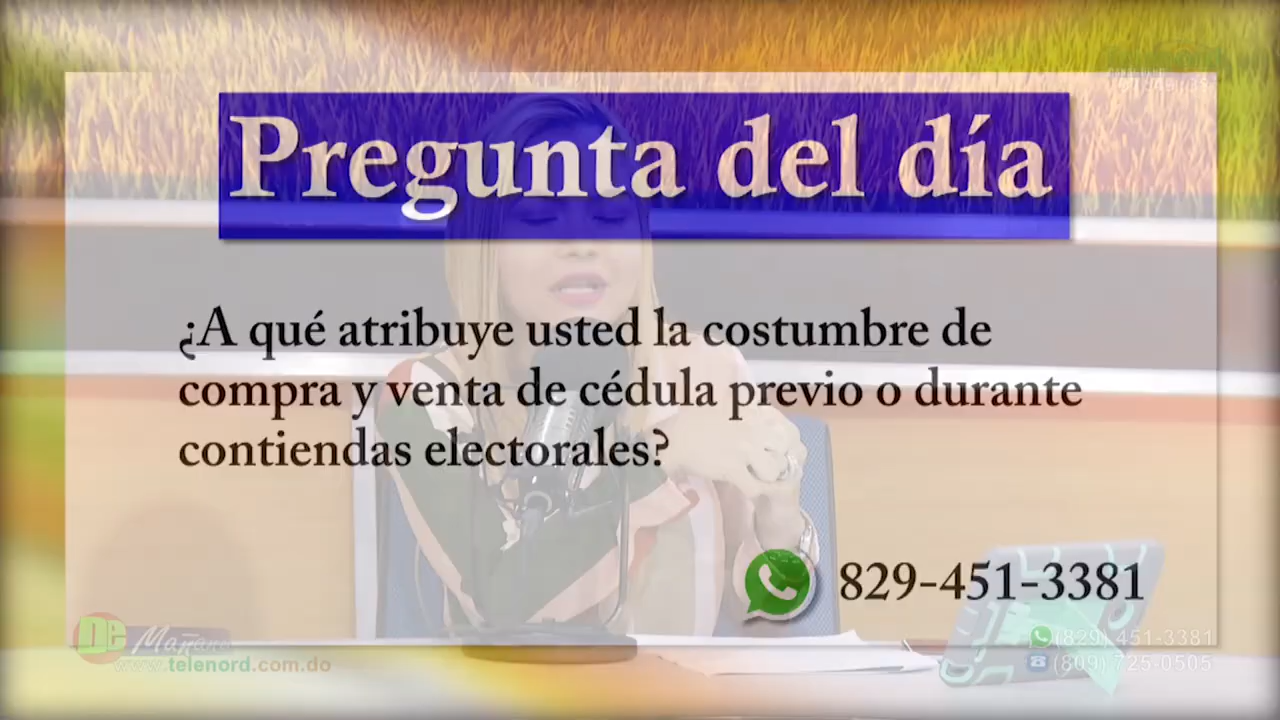 Pregunta del día
¿A qué atribuye usted la costumbre de
compra y venta de cédula previo o durante
contiendas electorales?
829-451-3381
De Mañana
www.telenord.com.do
(829) 451-3381
(809) 725-0505